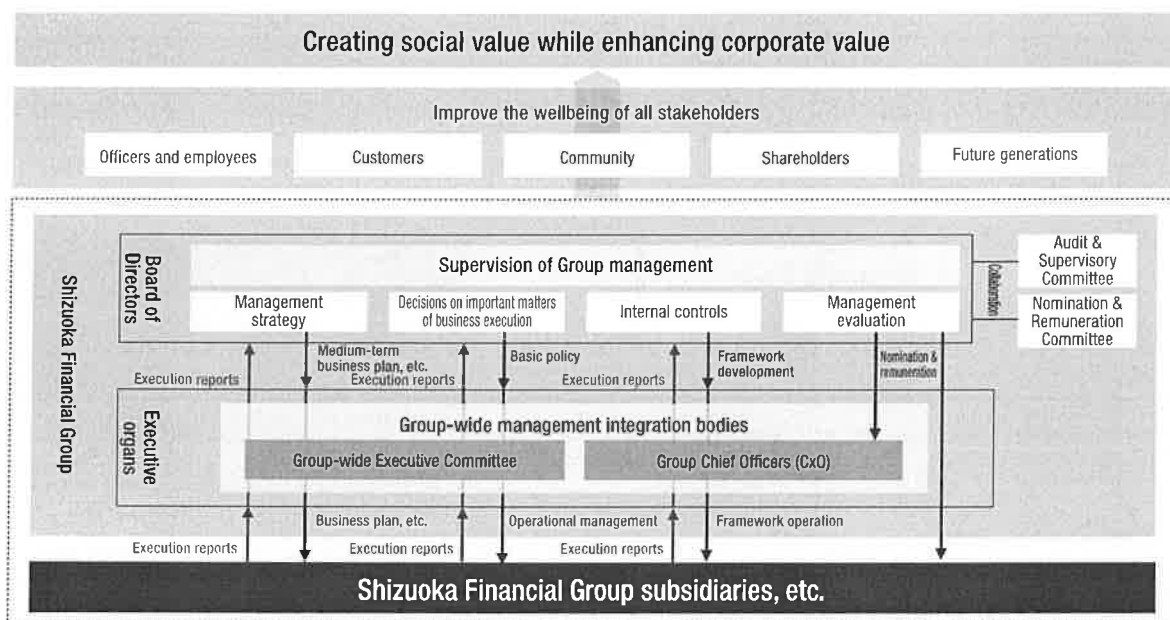 Creating social value while enhancing corporate value
Improve the wellbeing of all stakeholders
Officers and employees
Customers
Community
Shareholders
Future generations
Shizuoka Financial Group
Board of
Directors
Supervision of Group management
Management
strategy
Decisions on important matters
of business execution
Internal controls
Management
evaluation
Collaboration
Audit &
Supervisory
Committee
Nomination &
Remuneration
Committee
Execution reports
Medium-term
business plan, etc.
Execution reports
Basic policy
Execution reports
Framework
development
Nomination &
remuneration
Executive
organs
Group-wide management integration bodies
Group-wide Executive Committee
Group Chief Officers (CxO)
Execution reports
Business plan, etc.
Execution reports
Operational management
Execution reports
Framework operation
Shizuoka Financial Group subsidiaries, etc.